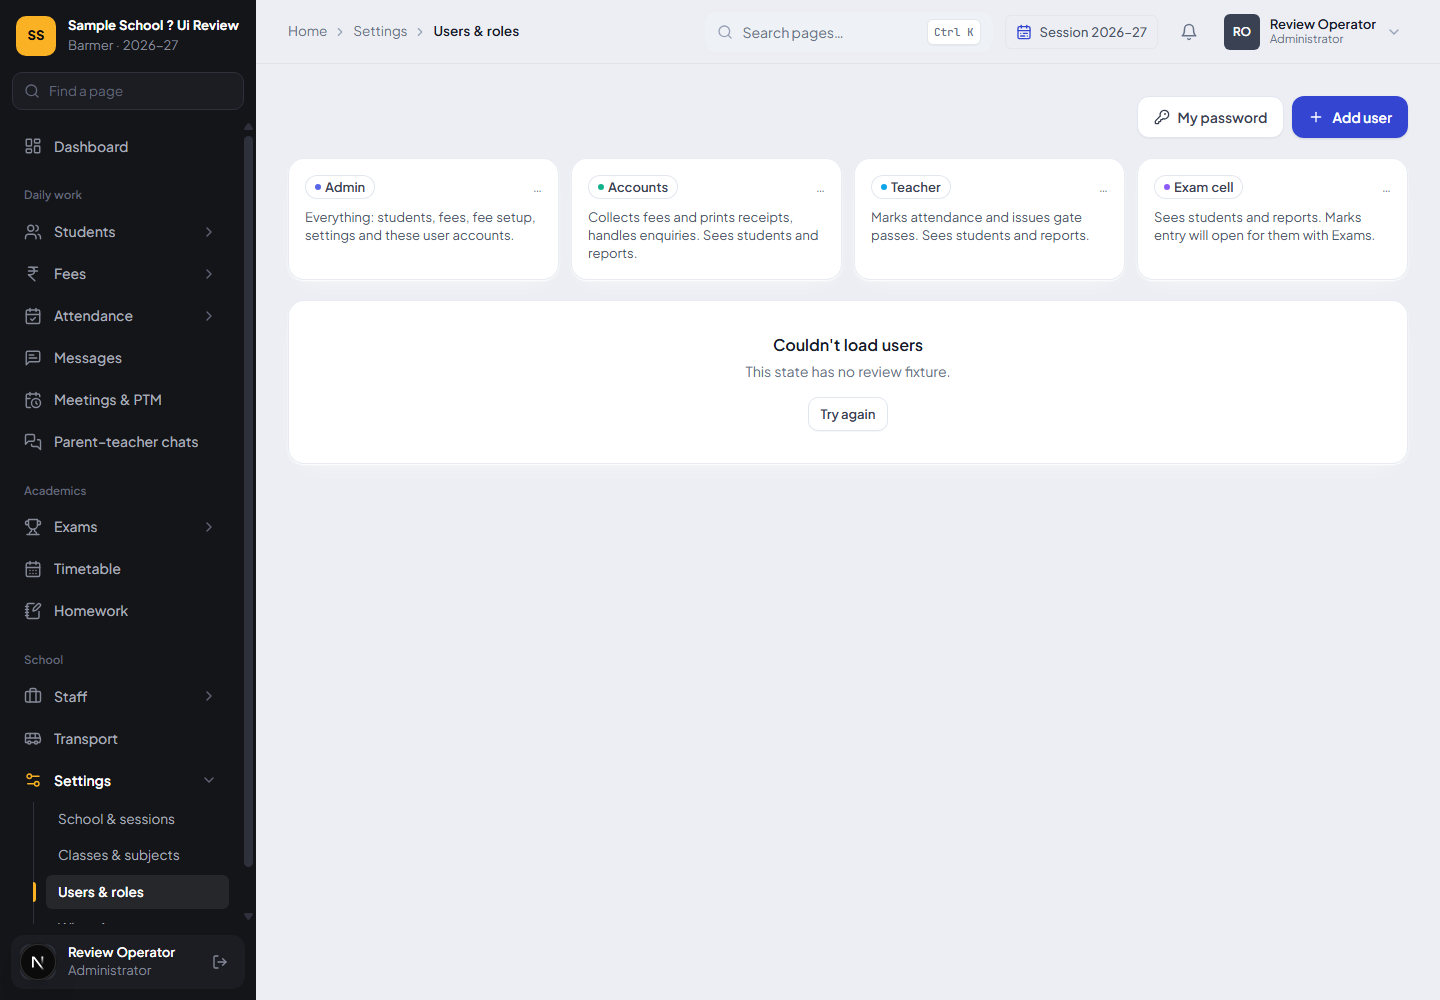 SS
Sample School ? Ui Review
Barmer · 2026–27
Find a page
Dashboard
Daily work
Students
Fees
Attendance
Messages
Meetings & PTM
Parent–teacher chats
Academics
Exams
Timetable
Homework
School
Staff
Transport
Settings
School & sessions
Classes & subjects
Users & roles
N
Review Operator
Administrator
Home > Settings > Users & roles
Search pages…
Ctrl K
Session 2026–27
RO
Review Operator
Administrator
My password
+ Add user
Admin
…
Everything: students, fees, fee setup,
settings and these user accounts.
Accounts
…
Collects fees and prints receipts,
handles enquiries. Sees students and
reports.
Teacher
…
Marks attendance and issues gate
passes. Sees students and reports.
Exam cell
…
Sees students and reports. Marks
entry will open for them with Exams.
Couldn't load users
This state has no review fixture.
Try again